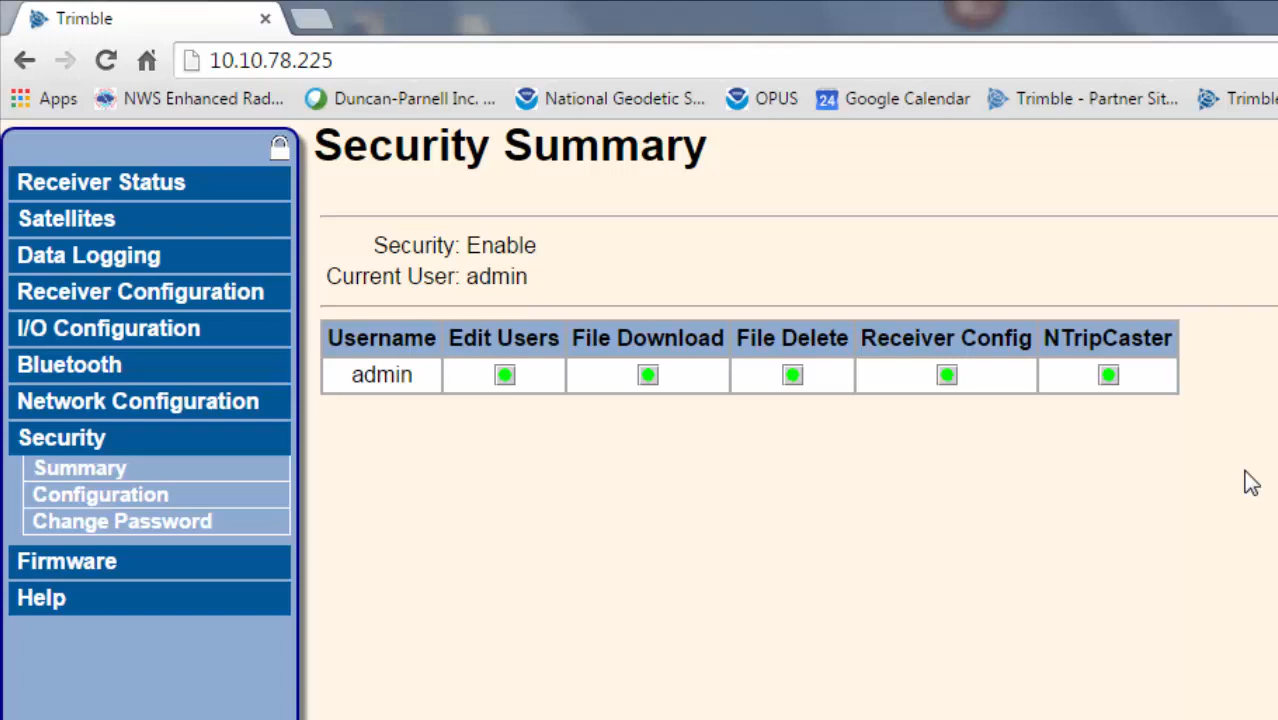 Trimble
10.10.78.225
Apps NWS Enhanced Rad... Duncan-Parnell Inc. ... National Geodetic S... OPUS 24 Google Calendar Trimble - Partner Sit... Trimble
Security Summary
Receiver Status
Satellites
Data Logging
Receiver Configuration
I/O Configuration
Bluetooth
Network Configuration
Security
Summary
Configuration
Change Password
Firmware
Help
Security: Enable
Current User: admin
Username Edit Users File Download File Delete Receiver Config NTripCaster
admin